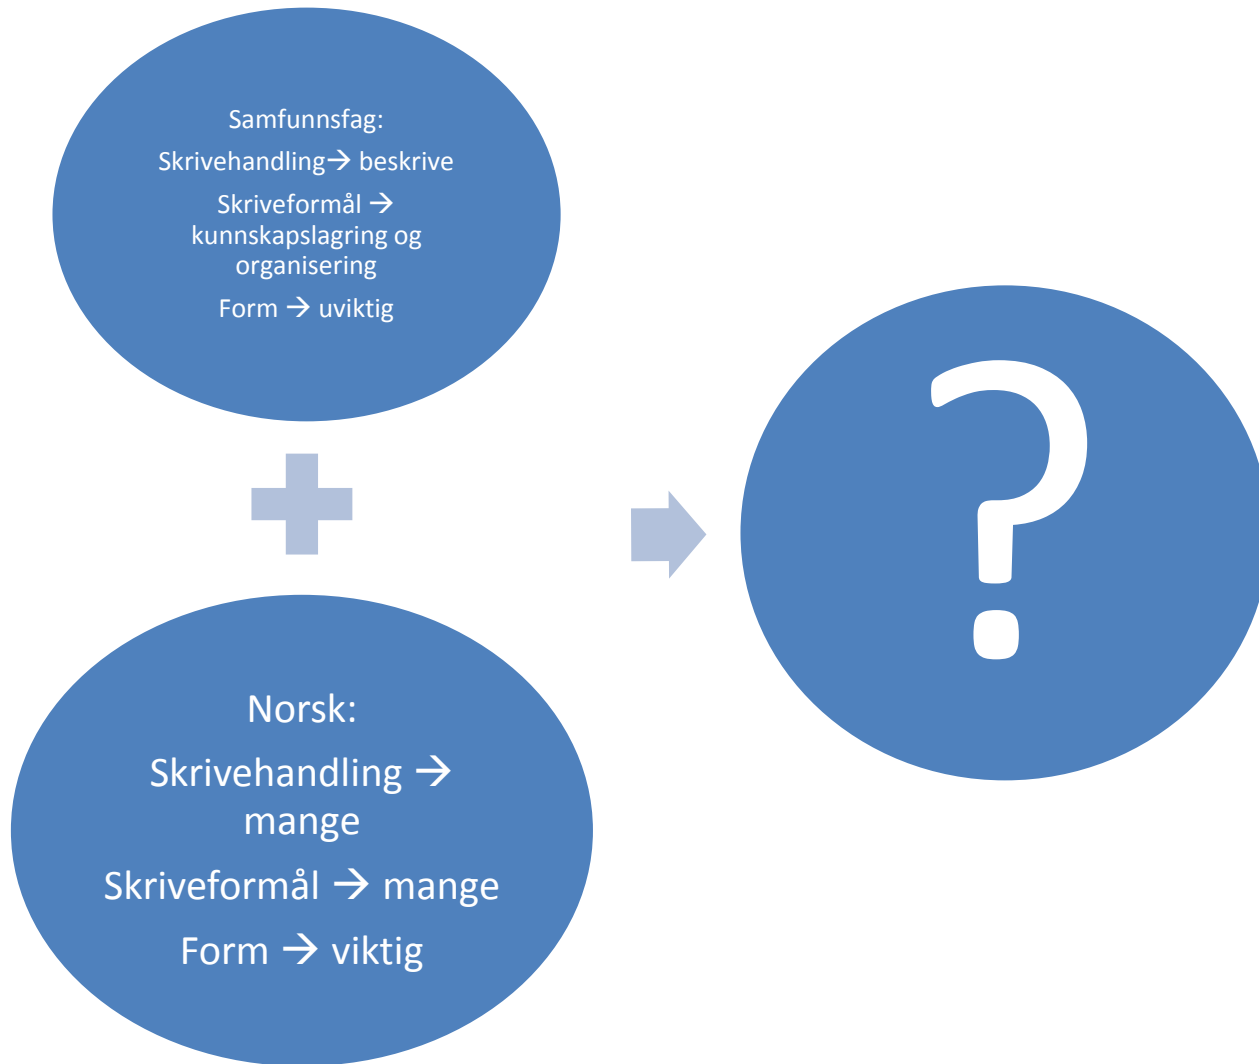 Samfunnsfag:
Skrivehandling→ beskrive
Skriveformål →
kunnskapslagring og
organisering
Form → uviktig
Norsk:
Skrivehandling →
mange
Skriveformål → mange
Form → viktig
?